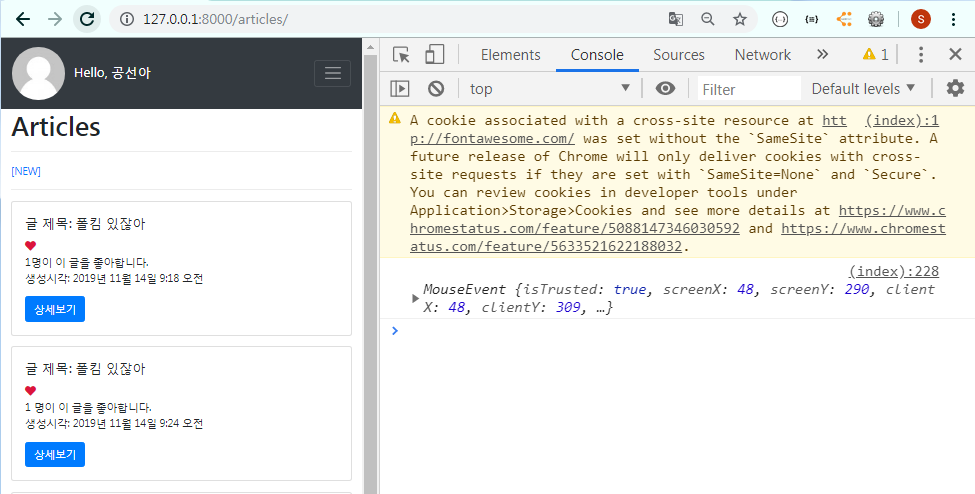 127.0.0.1:8000/articles/
S
Hello, 공선아
Articles
[NEW]
글 제목: 폴킴 있잖아
1명이 이 글을 좋아합니다.
생성시각: 2019년 11월 14일 9:18 오전
상세보기
글 제목: 폴킴 있잖아
1 명이 이 글을 좋아합니다.
생성시각: 2019년 11월 14일 9:24 오전
상세보기
Elements Console Sources Network » 1
top Filter Default levels
A cookie associated with a cross-site resource at htt (index):1
p://fontawesome.com/ was set without the `SameSite` attribute. A
future release of Chrome will only deliver cookies with cross-
site requests if they are set with `SameSite=None` and `Secure`.
You can review cookies in developer tools under
Application>Storage>Cookies and see more details at https://www.c
hromestatus.com/feature/5088147346030592 and https://www.chromest
atus.com/feature/5633521622188032.
(index):228
MouseEvent {isTrusted: true, screenX: 48, screenY: 290, client
X: 48, clientY: 309, …}